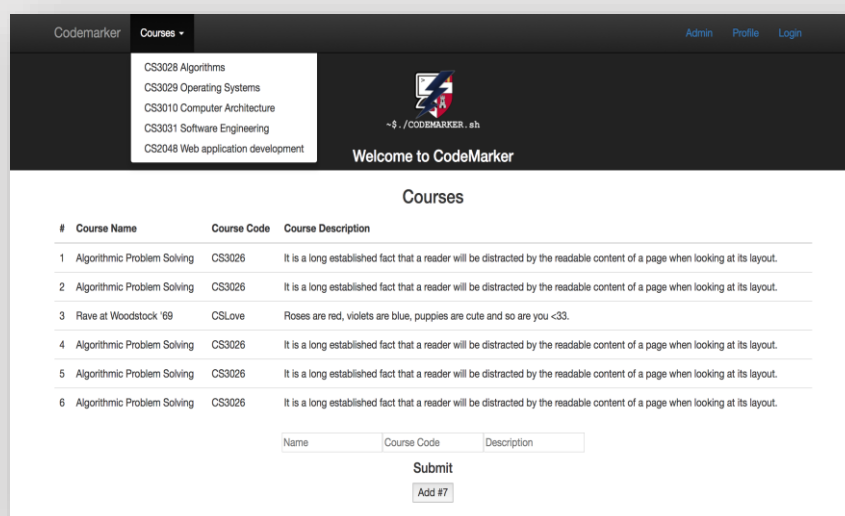 Codemarker Courses Admin Profile Login
CS3028 Algorithms
CS3029 Operating Systems
CS3010 Computer Architecture
CS3031 Software Engineering
CS2048 Web application development
~$./CODEMARKER.sh
Welcome to CodeMarker
Courses
# Course Name Course Code Course Description
1 Algorithmic Problem Solving CS3026 It is a long established fact that a reader will be distracted by the readable content of a page when looking at its layout.
2 Algorithmic Problem Solving CS3026 It is a long established fact that a reader will be distracted by the readable content of a page when looking at its layout.
3 Rave at Woodstock '69 CSLove Roses are red, violets are blue, puppies are cute and so are you <33.
4 Algorithmic Problem Solving CS3026 It is a long established fact that a reader will be distracted by the readable content of a page when looking at its layout.
5 Algorithmic Problem Solving CS3026 It is a long established fact that a reader will be distracted by the readable content of a page when looking at its layout.
6 Algorithmic Problem Solving CS3026 It is a long established fact that a reader will be distracted by the readable content of a page when looking at its layout.
Name Course Code Description
Submit
Add #7